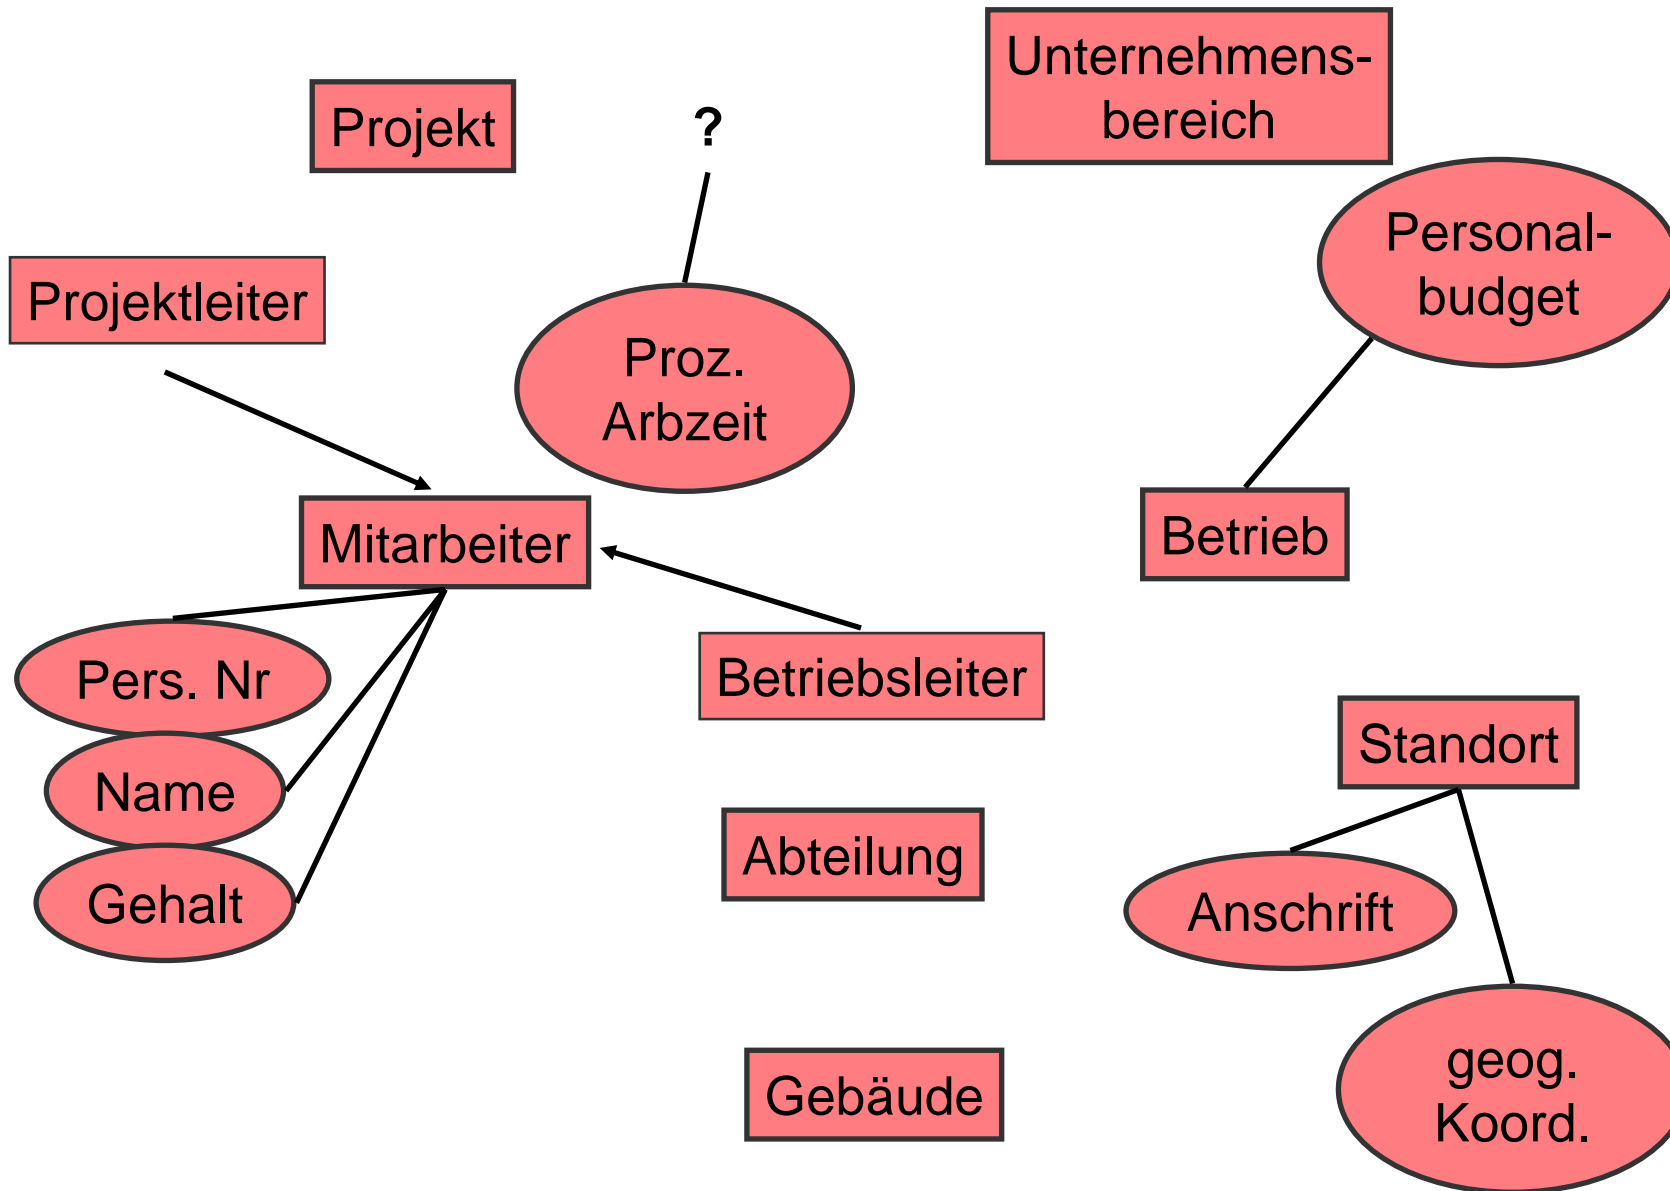 Unternehmens-
bereich
Projekt
?
Personal-
budget
Projektleiter
Proz.
Arbzeit
Mitarbeiter
Betrieb
Pers. Nr
Betriebsleiter
Standort
Name
Abteilung
Gehalt
Anschrift
geog.
Koord.
Gebäude